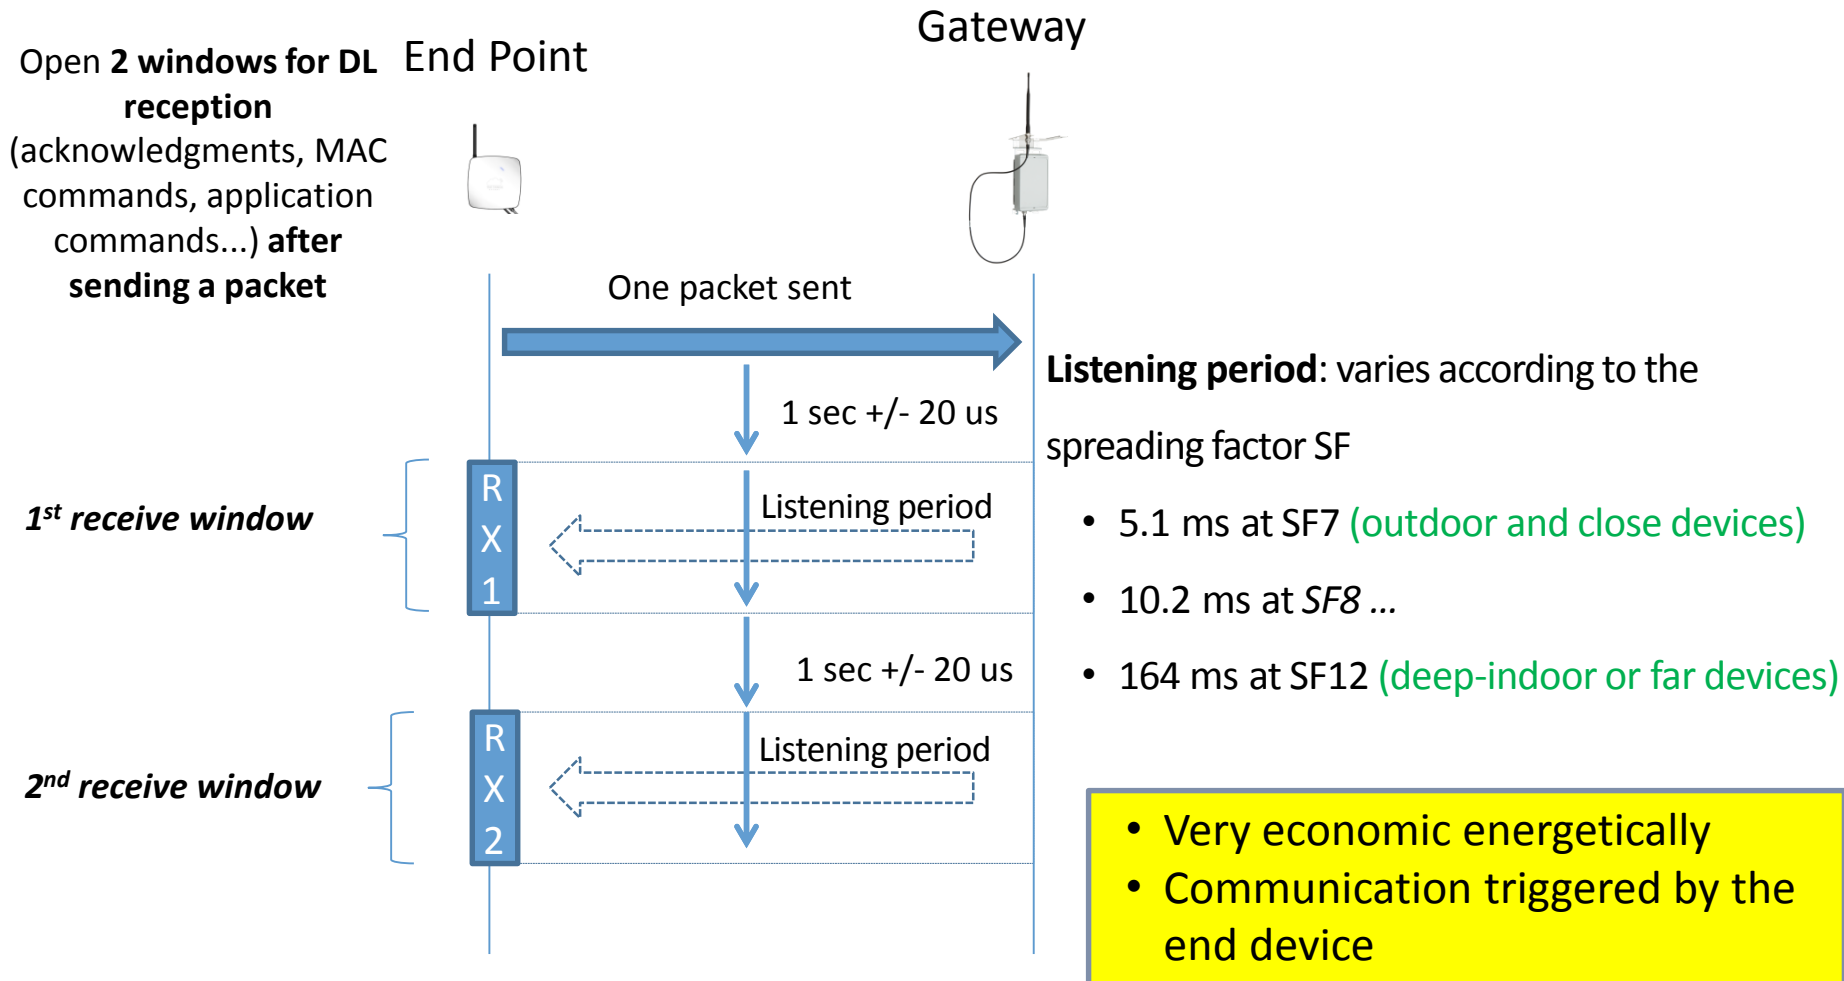 Open 2 windows for DL
reception
(acknowledgments, MAC
commands, application
commands...) after
sending a packet
End Point
Gateway
One packet sent
1 sec +/- 20 us
1st receive window
R
X
1
Listening period
1 sec +/- 20 us
2nd receive window
R
X
2
Listening period
Listening period: varies according to the
spreading factor SF
• 5.1 ms at SF7 (outdoor and close devices)
• 10.2 ms at SF8 ...
• 164 ms at SF12 (deep-indoor or far devices)
• Very economic energetically
• Communication triggered by the
end device